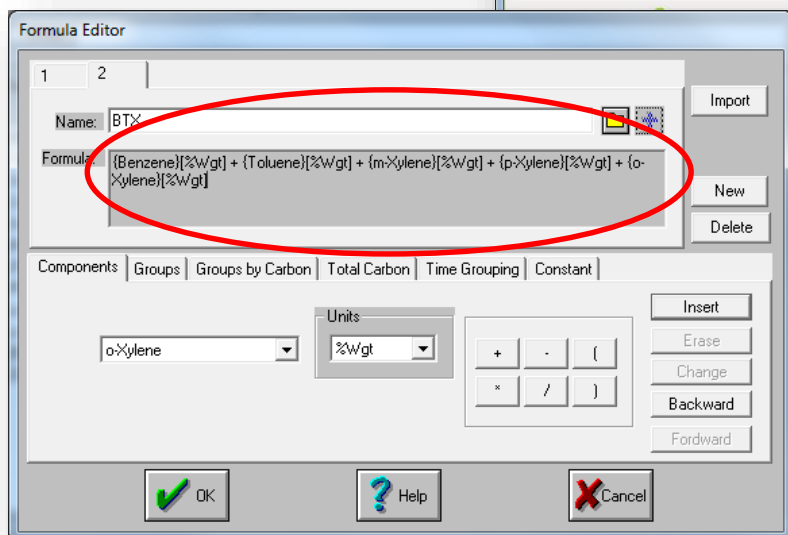 Formula Editor
1 2
Import
Name: BTX
Formula: {Benzene}[%Wgt] + {Toluene}[%Wgt] + {m-Xylene}[%Wgt] + {p-Xylene}[%Wgt] + {o-
Xylene}[%Wgt]
New
Delete
Components Groups Groups by Carbon Total Carbon Time Grouping Constant
Units
Insert
o-Xylene %Wgt + - (
Erase
* / )
Change
Backward
Fordward
OK Help Cancel